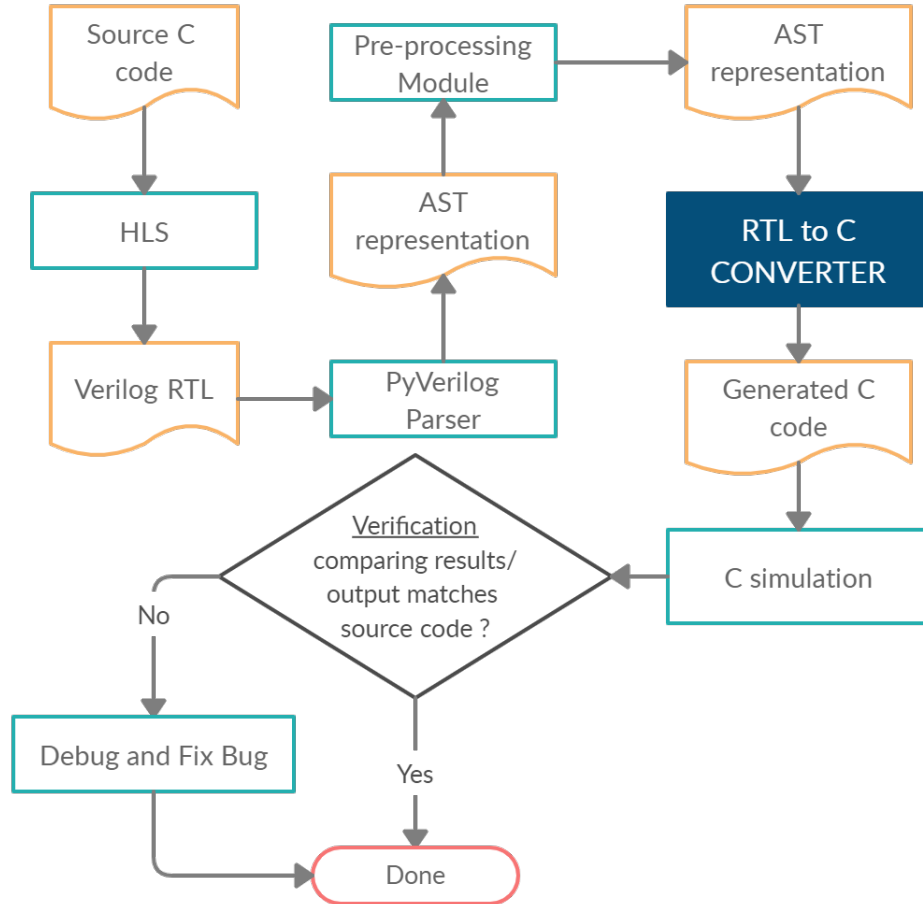 Source C
code
HLS
Verilog RTL
PyVerilog
Parser
AST
representation
Pre-processing
Module
AST
representation
RTL to C
CONVERTER
Generated C
code
C simulation
Verification
comparing results/
output matches
source code ?
No
Debug and Fix Bug
Yes
Done